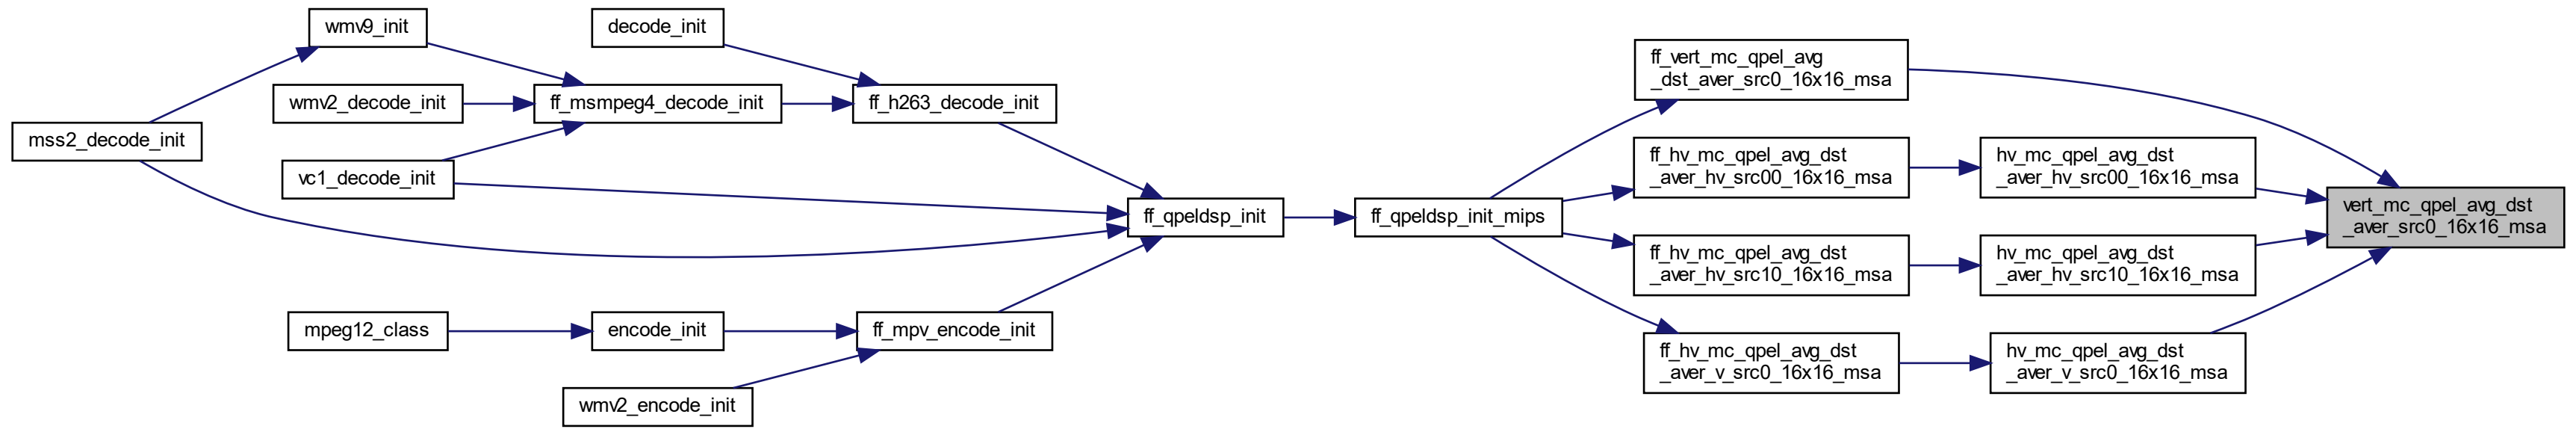 wmv9_init
decode_init
ff_vert_mc_qpel_avg
_dst_aver_src0_16x16_msa
wmv2_decode_init
ff_msmpeg4_decode_init
ff_h263_decode_init
mss2_decode_init
ff_hv_mc_qpel_avg_dst
_aver_hv_src00_16x16_msa
hv_mc_qpel_avg_dst
_aver_hv_src00_16x16_msa
vc1_decode_init
ff_qpeldsp_init
ff_qpeldsp_init_mips
vert_mc_qpel_avg_dst
_aver_src0_16x16_msa
ff_hv_mc_qpel_avg_dst
_aver_hv_src10_16x16_msa
hv_mc_qpel_avg_dst
_aver_hv_src10_16x16_msa
mpeg12_class
encode_init
ff_mpv_encode_init
ff_hv_mc_qpel_avg_dst
_aver_v_src0_16x16_msa
hv_mc_qpel_avg_dst
_aver_v_src0_16x16_msa
wmv2_encode_init